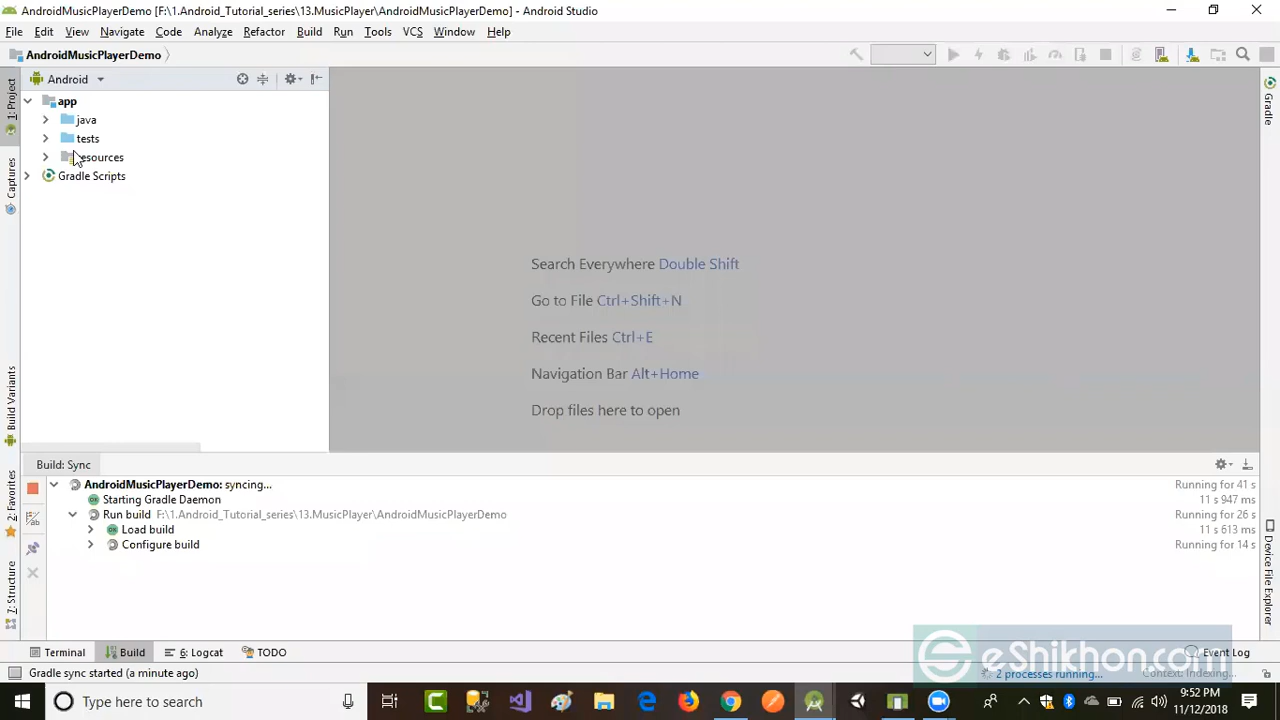 AndroidMusicPlayerDemo [F:\1.Android_Tutorial_series\13.MusicPlayer\AndroidMusicPlayerDemo] - Android Studio
File Edit View Navigate Code Analyze Refactor Build Run Tools VCS Window Help
AndroidMusicPlayerDemo
Android
1: Project
Captures
Build Variants
2: Favorites
7: Structure
app
java
tests
Gradle Scripts
Search Everywhere Double Shift
Go to File Ctrl+Shift+N
Recent Files Ctrl+E
Navigation Bar Alt+Home
Drop files here to open
Gradle
Device File Explorer
Build: Sync
AndroidMusicPlayerDemo: syncing... Running for 41 s
Starting Gradle Daemon 11 s 947 ms
Run build F:\1.Android_Tutorial_series\13.MusicPlayer\AndroidMusicPlayerDemo Running for 26 s
Load build 11 s 613 ms
Configure build Running for 14 s
Terminal Build 6: Logcat TODO Event Log
eShikhon.com
Gradle sync started (a minute ago) 2 processes running... Context: Indexing...
Type here to search
9:52 PM
11/12/2018